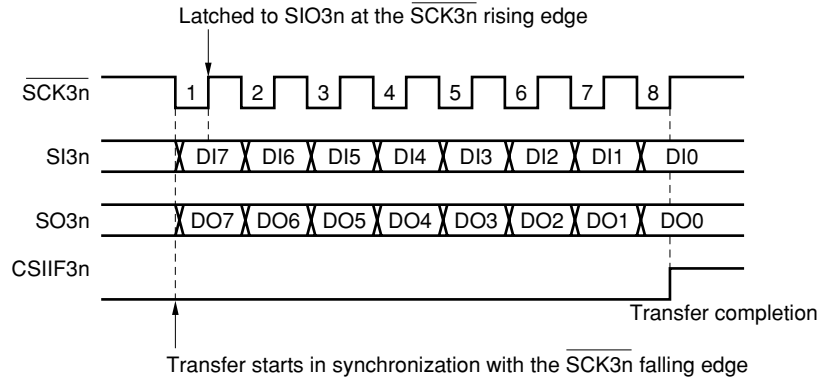 Latched to SIO3n at the SCK3n rising edge
SCK3n 1 2 3 4 5 6 7 8
SI3n DI7 DI6 DI5 DI4 DI3 DI2 DI1 DI0
SO3n DO7 DO6 DO5 DO4 DO3 DO2 DO1 DO0
CSIIF3n
Transfer completion
Transfer starts in synchronization with the SCK3n falling edge